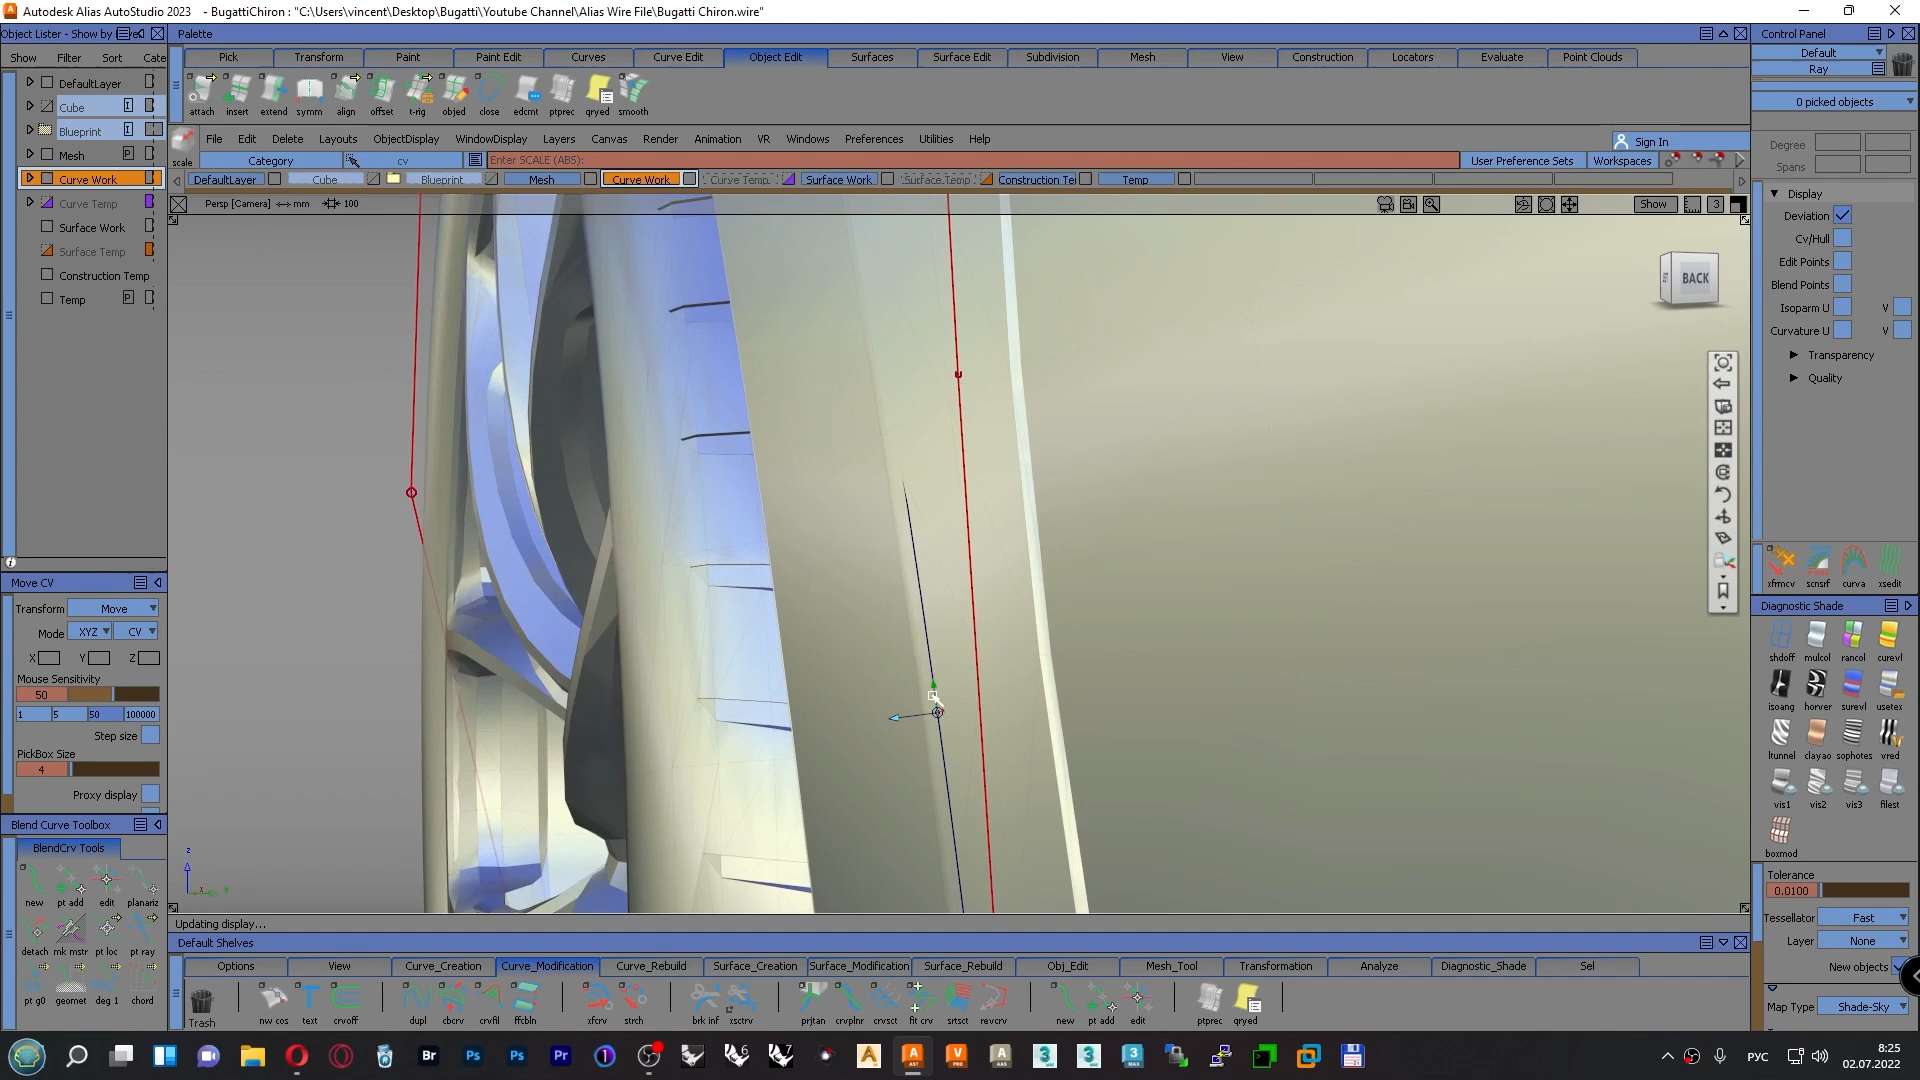 Autodesk Alias AutoStudio 2023 - BugattiChiron : "C:\Users\vincent\Desktop\Bugatti\Youtube Channel\Alias Wire File\Bugatti Chiron.wire"
Object Lister - Show by
Palette
Control Panel
Show Filter Sort Cate
Pick Transform Paint Paint Edit Curves Curve Edit Object Edit Surfaces Surface Edit Subdivision Mesh View Construction Locators Evaluate Point Clouds
Default
Ray
DefaultLayer
Cube I
Blueprint I
Mesh P
Curve Work
Curve Temp
Surface Work
Surface Temp
Construction Temp
Temp P
attach insert extend symm align offset t-rig objed close edcmt ptprec qryed smooth
0 picked objects
File Edit Delete Layouts ObjectDisplay WindowDisplay Layers Canvas Render Animation VR Windows Preferences Utilities Help
Sign In
scale Category cv Enter SCALE (ABS): User Preference Sets Workspaces
DefaultLayer Cube Blueprint Mesh Curve Work Curve Temp. Surface Work Surface Temp Construction Te Temp
Persp [Camera] mm 100 Show 3
Degree
Spans
Display
Deviation
Cv/Hull
Edit Points
Blend Points
Isoparm U V
Curvature U V
Transparency
Quality
BACK
u
xfrmcv scnsrf curva xsedit
Move CV
Transform Move
Mode XYZ CV
X Y Z
Mouse Sensitivity
50
1 5 50 100000
Step size
PickBox Size
4
Proxy display
Diagnostic Shade
shdoff mulcol rancol curevl
isoang horver surevl usetex
ltunnel clayao sophotes vred
vis1 vis2 vis3 filest
boxmod
Blend Curve Toolbox
BlendCrv Tools
new pt add edit planariz
detach mk mstr pt loc pt ray
pt g0 geomet deg 1 chord
z
x Y
Tolerance
0.0100
Tessellator Fast
Layer None
New objects
Map Type Shade-Sky
Updating display...
Default Shelves
Options View Curve_Creation Curve_Modification Curve_Rebuild Surface_Creation Surface_Modification Surface_Rebuild Obj_Edit Mesh_Tool Transformation Analyze Diagnostic_Shade Sel
Trash nw cos text crvoff dupl cbcrv crvfil ffcbln xfcrv strch brk inf xsctrv prjtan crvplnr crvsct fit crv srtsct revcrv new pt add edit ptprec qryed
Br Ps Ps Pr
РУС
8:25
02.07.2022